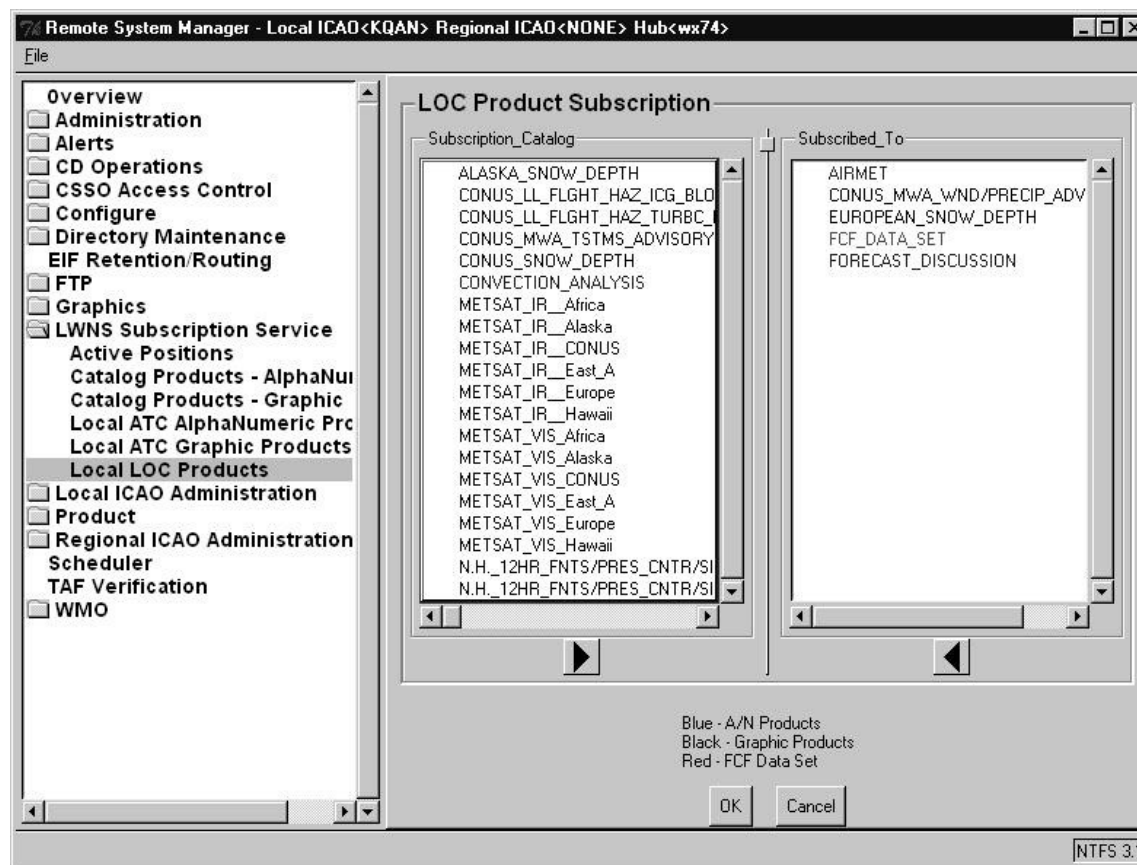 Remote System Manager - Local ICAO<KQAN> Regional ICAO<NONE> Hub<wx74>
File
Overview
Administration
Alerts
CD Operations
CSSO Access Control
Configure
Directory Maintenance
EIF Retention/Routing
FTP
Graphics
LWNS Subscription Service
Active Positions
Catalog Products - AlphaNu
Catalog Products - Graphic
Local ATC AlphaNumeric Prc
Local ATC Graphic Products
Local LOC Products
Local ICAO Administration
Product
Regional ICAO Administration
Scheduler
TAF Verification
WMO
LOC Product Subscription
Subscription_Catalog
ALASKA_SNOW_DEPTH
CONUS_LL_FLGHT_HAZ_ICG_BLO
CONUS_LL_FLGHT_HAZ_TURBC_
CONUS_MWA_TSTMS_ADVISORY
CONUS_SNOW_DEPTH
CONVECTION_ANALYSIS
METSAT_IR__Africa
METSAT_IR__Alaska
METSAT_IR__CONUS
METSAT_IR__East_A
METSAT_IR__Europe
METSAT_IR__Hawaii
METSAT_VIS_Africa
METSAT_VIS_Alaska
METSAT_VIS_CONUS
METSAT_VIS_East_A
METSAT_VIS_Europe
METSAT_VIS_Hawaii
N.H._12HR_FNTS/PRES_CNTR/SI
N.H._12HR_FNTS/PRES_CNTR/SI
Subscribed_To
AIRMET
CONUS_MWA_WND/PRECIP_ADV
EUROPEAN_SNOW_DEPTH
FCF_DATA_SET
FORECAST_DISCUSSION
Blue - A/N Products
Black - Graphic Products
Red - FCF Data Set
OK
Cancel
NTFS 3.